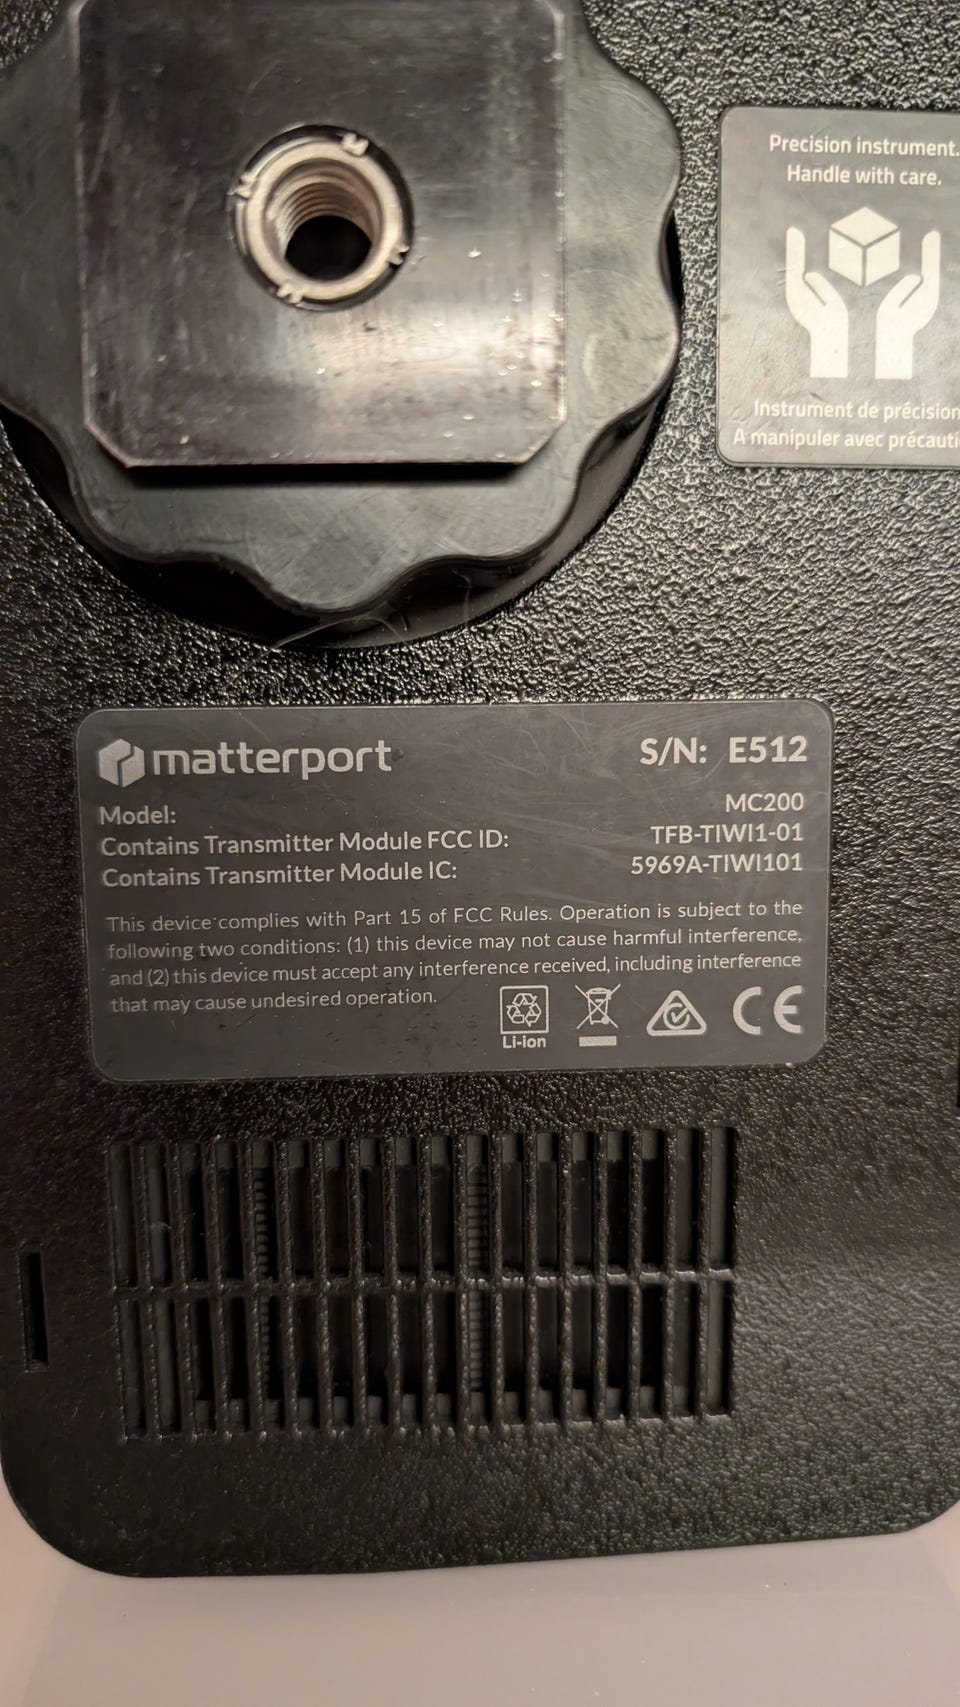 Precision instrument.
Handle with care.
Instrument de précision
A manipuler avec
matterport
S/N: E512
Model: MC200
Contains Transmitter Module FCC ID: TFB-TIWI1-01
Contains Transmitter Module IC: 5969A-TIWI101
This device complies with Part 15 of FCC Rules. Operation is subject to the
following two conditions: (1) this device may not cause harmful interference,
and (2) this device must accept any interference received, including interference
that may cause undesired operation.
Li-ion
CE